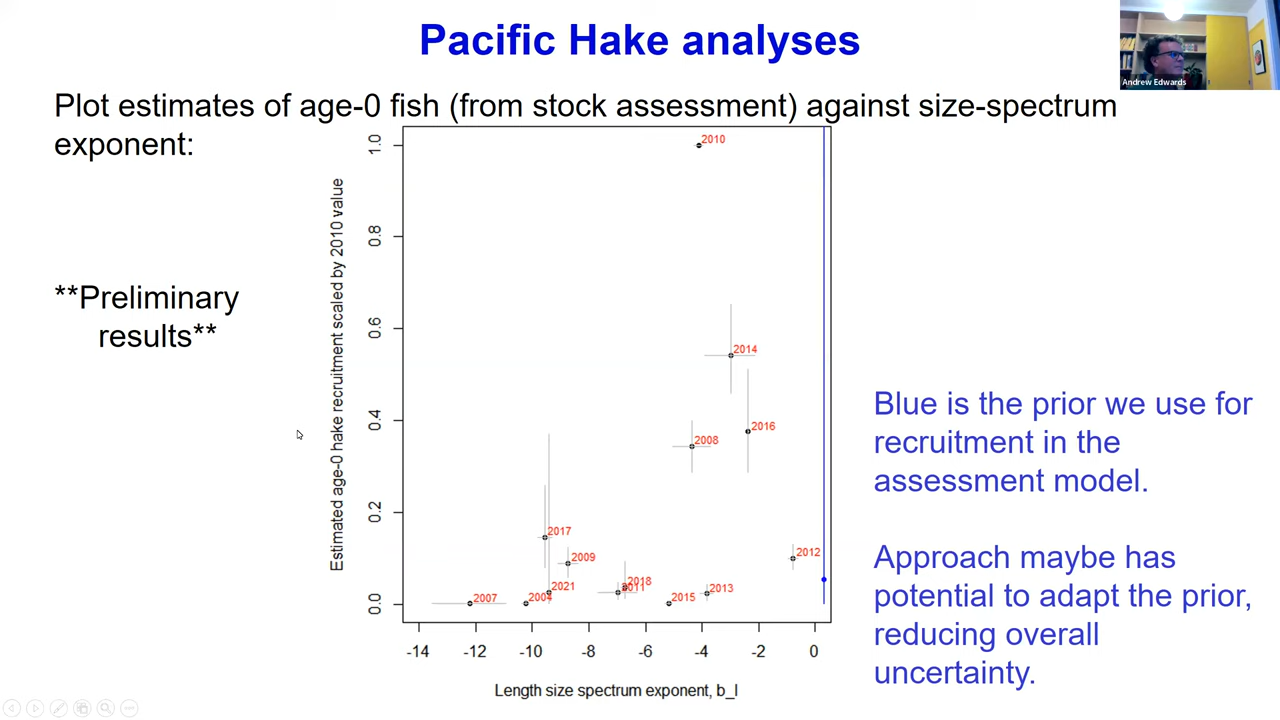 Pacific Hake analyses
Andrew Edwards
Plot estimates of age-0 fish (from stock assessment) against size-spectrum
exponent:
**Preliminary
results**
Estimated age-0 hake recruitment scaled by 2010 value
1.0
0.8
0.6
0.4
0.2
0.0
2010
2014
2016
2008
2017
2009
2012
2021
2018
2011
2013
2007
2004
2015
-14 -12 -10 -8 -6 -4 -2 0
Length size spectrum exponent, b_l
Blue is the prior we use for
recruitment in the
assessment model.
Approach maybe has
potential to adapt the prior,
reducing overall
uncertainty.